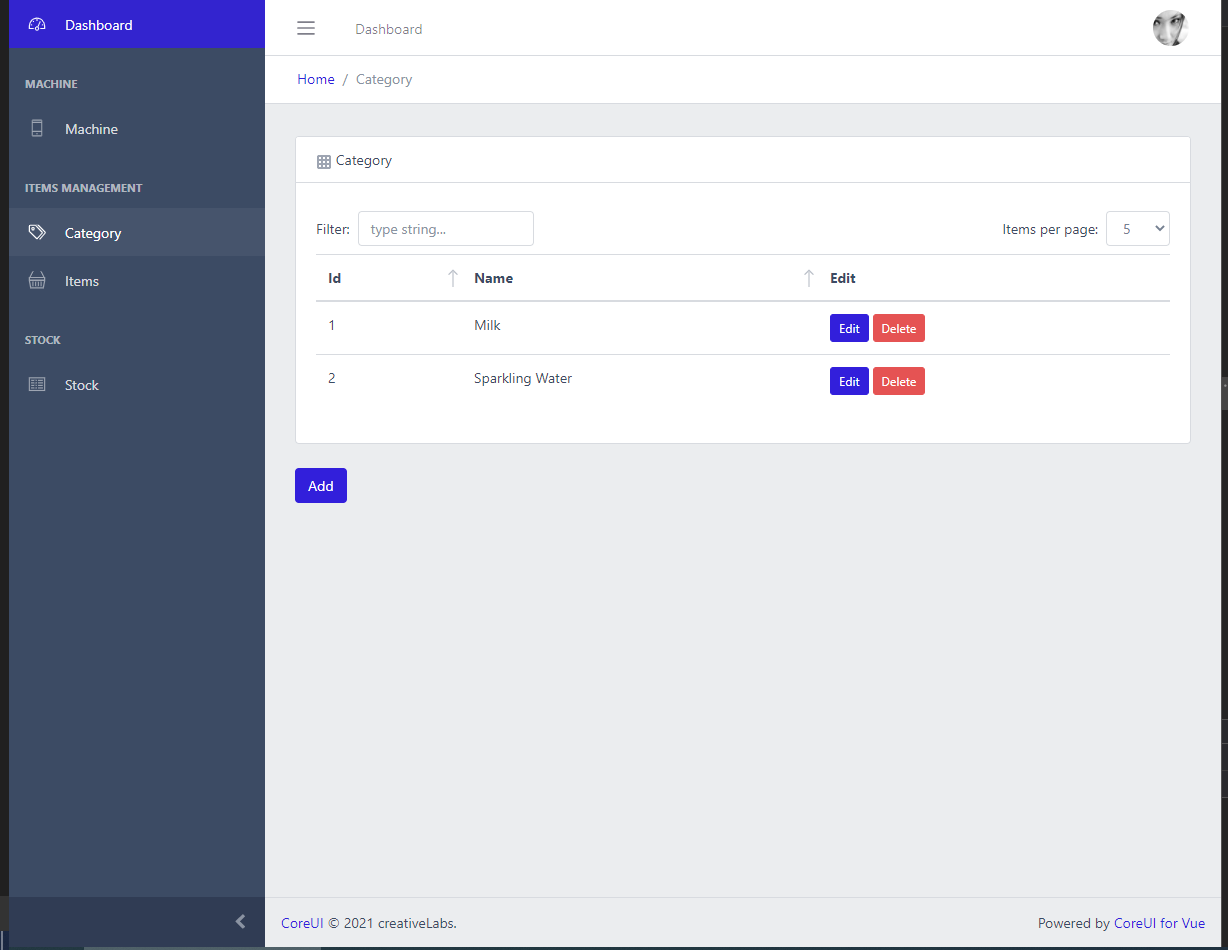 Dashboard
MACHINE
Machine
ITEMS MANAGEMENT
Category
Items
STOCK
Stock
Dashboard
Home / Category
Category
Filter: type string... Items per page: 5
Id Name Edit
1 Milk Edit Delete
2 Sparkling Water Edit Delete
Add
CoreUI © 2021 creativeLabs. Powered by CoreUI for Vue